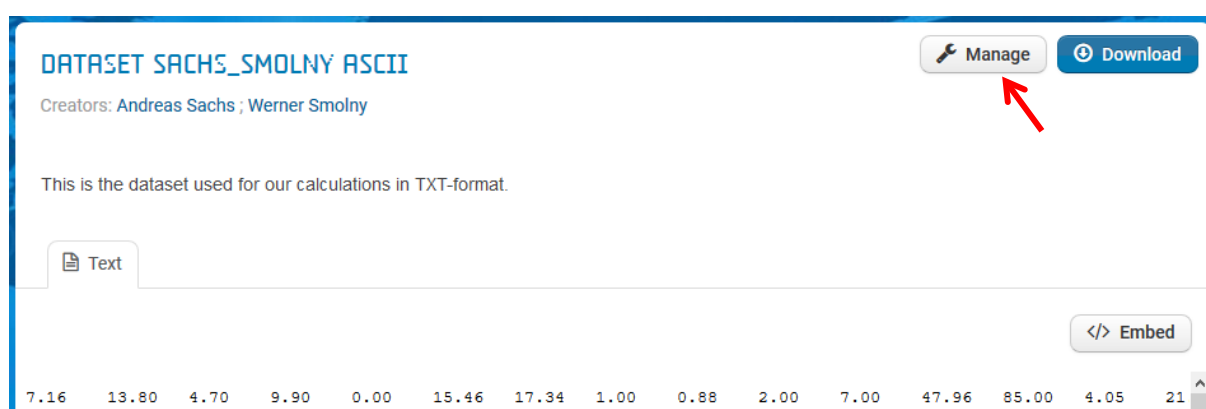 DATASET SACHS_SMOLNY ASCII
Manage
Download
Creators: Andreas Sachs ; Werner Smolny
This is the dataset used for our calculations in TXT-format.
Text
</> Embed
7.16 13.80 4.70 9.90 0.00 15.46 17.34 1.00 0.88 2.00 7.00 47.96 85.00 4.05 21